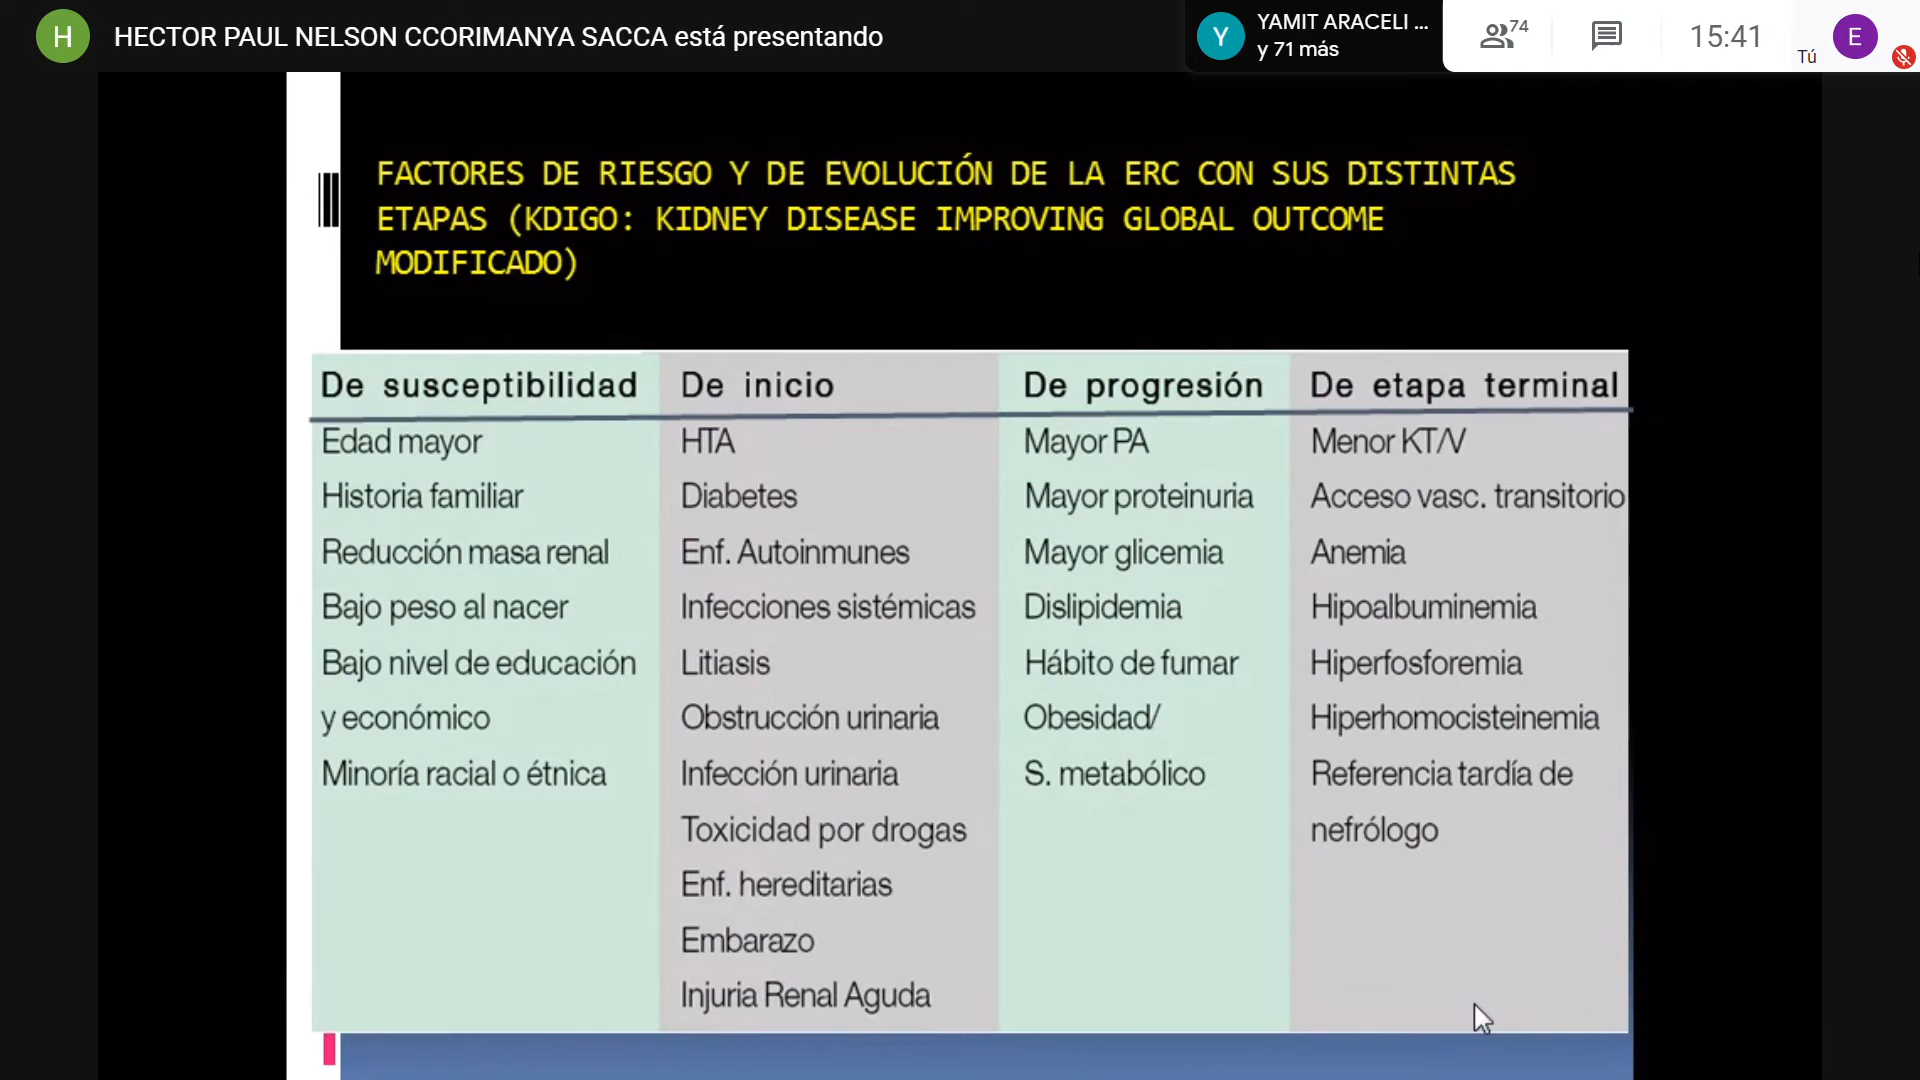 H
HECTOR PAUL NELSON CCORIMANYA SACCA está presentando
Y
YAMIT ARACELI ...
y 71 más
74
15:41
Tú
E
FACTORES DE RIESGO Y DE EVOLUCIÓN DE LA ERC CON SUS DISTINTAS
ETAPAS (KDIGO: KIDNEY DISEASE IMPROVING GLOBAL OUTCOME
MODIFICADO)
De susceptibilidad
Edad mayor
Historia familiar
Reducción masa renal
Bajo peso al nacer
Bajo nivel de educación
y económico
Minoría racial o étnica
De inicio
HTA
Diabetes
Enf. Autoinmunes
Infecciones sistémicas
Litiasis
Obstrucción urinaria
Infección urinaria
Toxicidad por drogas
Enf. hereditarias
Embarazo
Injuria Renal Aguda
De progresión
Mayor PA
Mayor proteinuria
Mayor glicemia
Dislipidemia
Hábito de fumar
Obesidad/
S. metabólico
De etapa terminal
Menor KT/V
Acceso vasc. transitorio
Anemia
Hipoalbuminemia
Hiperfosforemia
Hiperhomocisteinemia
Referencia tardía de
nefrólogo